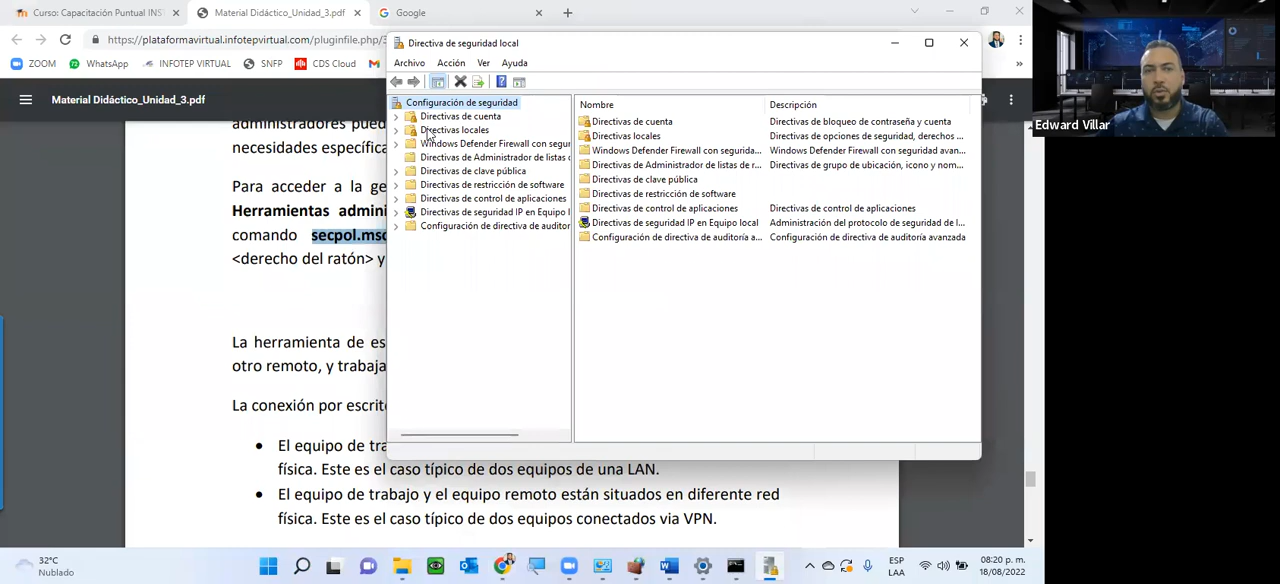 Curso: Capacitación Puntual INS
Material Didáctico_Unidad_3.pdf
Google
https://plataformavirtual.infotepvirtual.com/pluginfile.php/3
ZOOM
WhatsApp
INFOTEP VIRTUAL
SNFP
CDS Cloud
Material Didáctico_Unidad_3.pdf
necesidades específica
Para acceder a la ge
Herramientas admini
comando secpol.msc
<derecho del ratón> y
La herramienta de es
otro remoto, y trabaja
La conexión por escrito
El equipo de tra
física. Este es el caso típico de dos equipos de una LAN.
El equipo de trabajo y el equipo remoto están situados en diferente red
física. Este es el caso típico de dos equipos conectados via VPN.
Directiva de seguridad local
Archivo Acción Ver Ayuda
Configuración de seguridad
Directivas de cuenta
Directivas locales
Windows Defender Firewall con segur
Directivas de Administrador de listas d
Directivas de clave pública
Directivas de restricción de software
Directivas de control de aplicaciones
Directivas de seguridad IP en Equipo l
Configuración de directiva de auditor
Nombre Descripción
Directivas de cuenta Directivas de bloqueo de contraseña y cuenta
Directivas locales Directivas de opciones de seguridad, derechos ...
Windows Defender Firewall con segurida... Windows Defender Firewall con seguridad avan...
Directivas de Administrador de listas de r... Directivas de grupo de ubicación, icono y nom...
Directivas de clave pública
Directivas de restricción de software
Directivas de control de aplicaciones Directivas de control de aplicaciones
Directivas de seguridad IP en Equipo local Administración del protocolo de seguridad de I...
Configuración de directiva de auditoría a... Configuración de directiva de auditoría avanzada
Edward Villar
32°C
Nublado
ESP
LAA
08:20 p. m.
18/08/2022